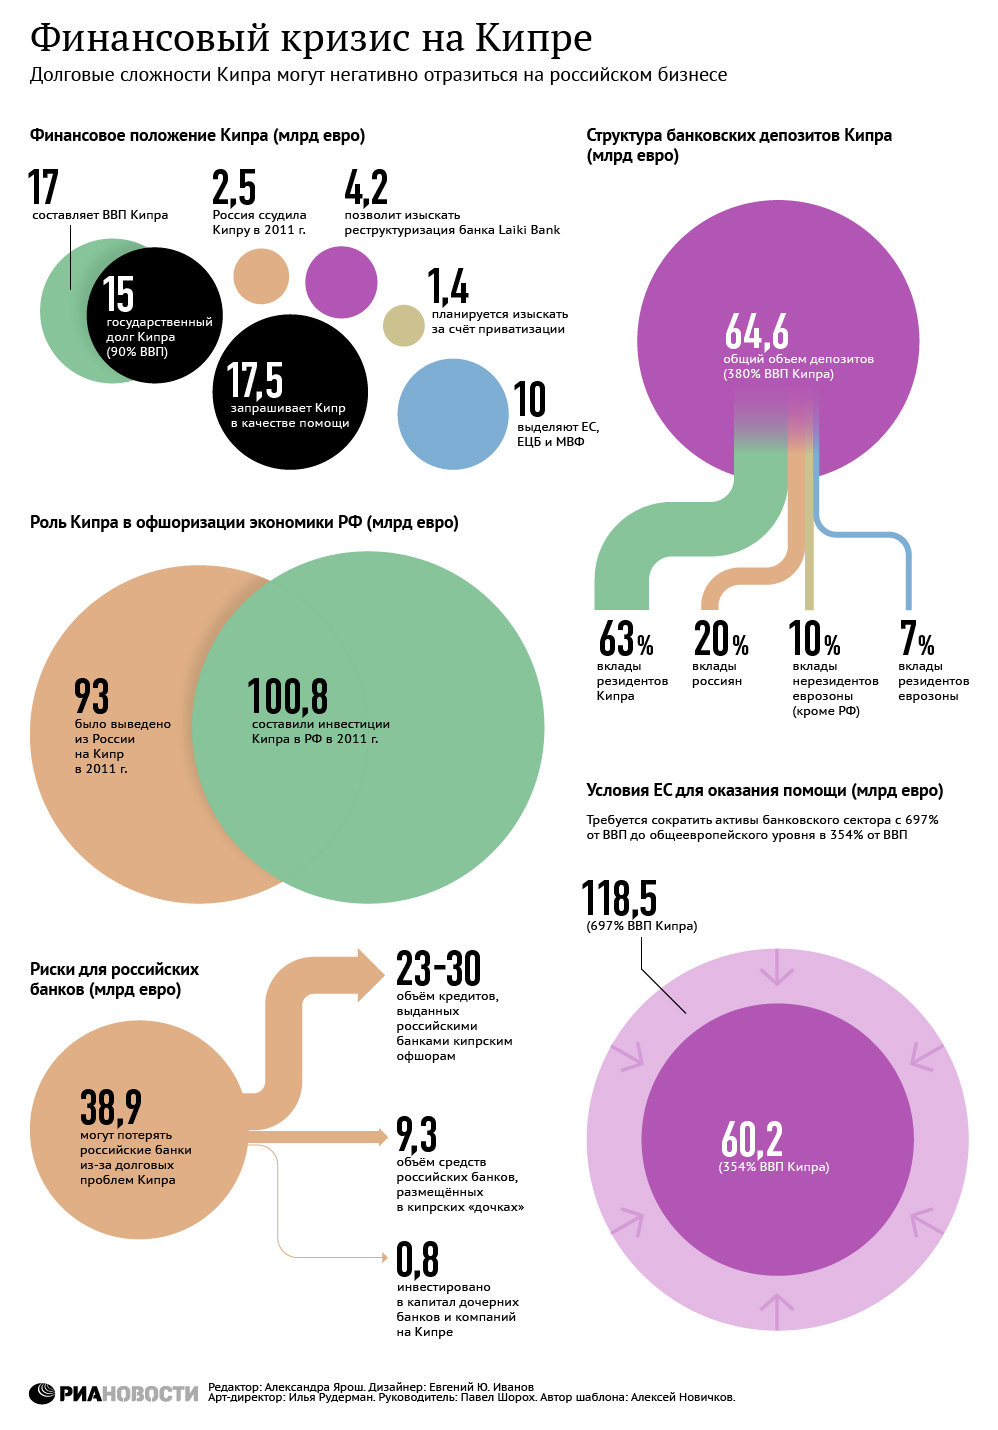 Финансовый кризис на Кипре
Долговые сложности Кипра могут негативно отразиться на российском бизнесе
Финансовое положение Кипра (млрд евро)
17
составляет ВВП Кипра
2,5
Россия ссудила
Кипру в 2011 г.
4,2
позволит изыскать
реструктуризация банка Laiki Bank
15
государственный
долг Кипра
(90% ВВП)
1,4
планируется изыскать
за счёт приватизации
17,5
запрашивает Кипр
в качестве помощи
10
выделяют ЕС,
ЕЦБ и МВФ
Структура банковских депозитов Кипра
(млрд евро)
64,6
общий объем депозитов
(380% ВВП Кипра)
63%
вклады
резидентов
Кипра
20%
вклады
россиян
10%
вклады
нерезидентов
еврозоны
(кроме РФ)
7%
вклады
резидентов
еврозоны
Роль Кипра в офшоризации экономики РФ (млрд евро)
93
было выведено
из России
на Кипр
в 2011 г.
100,8
составили инвестиции
Кипра в РФ в 2011 г.
Условия ЕС для оказания помощи (млрд евро)
Требуется сократить активы банковского сектора с 697%
от ВВП до общеевропейского уровня в 354% от ВВП
118,5
(697% ВВП Кипра)
60,2
(354% ВВП Кипра)
Риски для российских
банков (млрд евро)
38,9
могут потерять
российские банки
из-за долговых
проблем Кипра
23-30
объём кредитов,
выданных
российскими
банками кипрским
офшорам
9,3
объём средств
российских банков,
размещённых
в кипрских «дочках»
0,8
инвестировано
в капитал дочерних
банков и компаний
на Кипре
РИАНОВОСТИ
Редактор: Александра Ярош. Дизайнер: Евгений Ю. Иванов
Арт-директор: Илья Рудерман. Руководитель: Павел Шорох. Автор шаблона: Алексей Новичков.